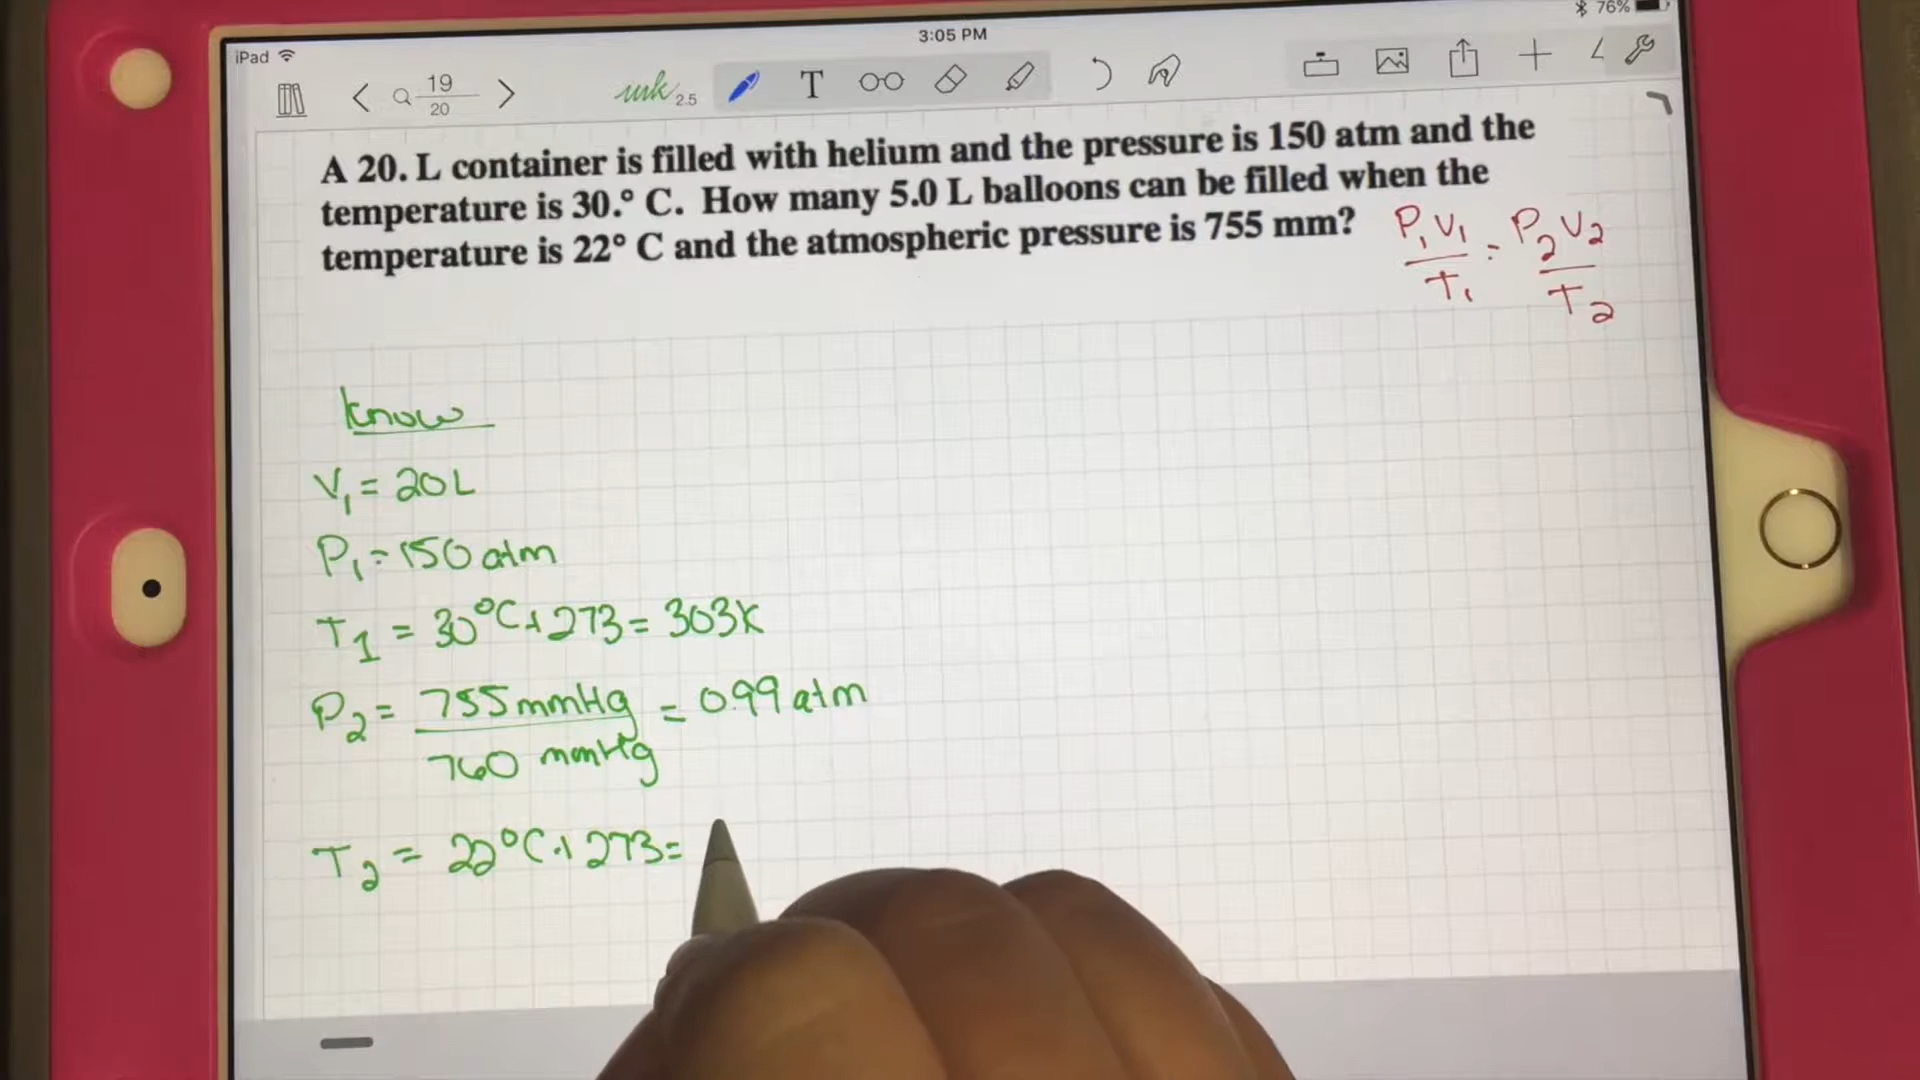 76%
3:05 PM
iPad
19
20
2.5
T
A 20. L container is filled with helium and the pressure is 150 atm and the
temperature is 30.° C. How many 5.0 L balloons can be filled when the
temperature is 22° C and the atmospheric pressure is 755 mm?
P₁V₁/T₁ = P₂V₂/T₂
know
V₁ = 20L
P₁ = 150 atm
T₁ = 30°C + 273 = 303K
P₂ = 755 mmHg / 760 mmHg = 0.99 atm
T₂ = 22°C + 273 =